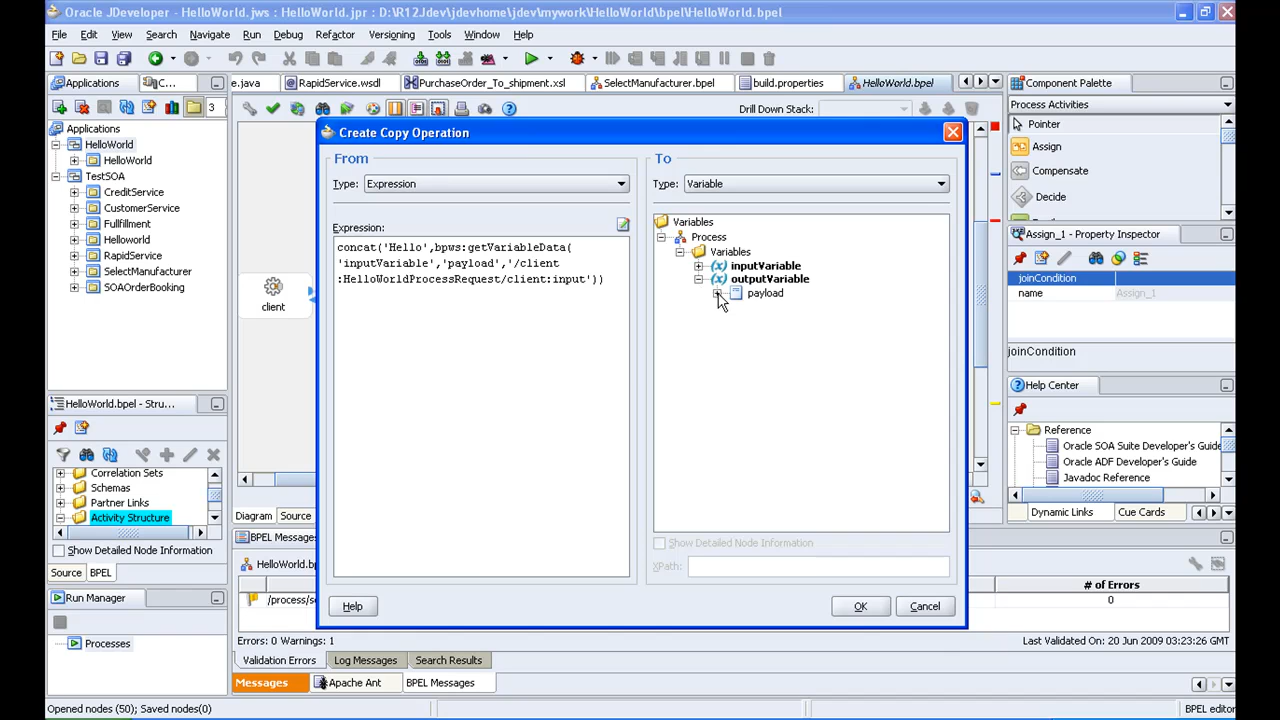 Oracle JDeveloper - HelloWorld.jws : HelloWorld.jpr : D:\R12Jdev\jdevhome\jdev\mywork\HelloWorld\bpel\HelloWorld.bpel
File Edit View Search Navigate Run Debug Refactor Versioning Tools Window Help
Applications C... e.java RapidService.wsdl PurchaseOrder_To_shipment.xsl SelectManufacturer.bpel build.properties HelloWorld.bpel Component Palette
3 Drill Down Stack: Process Activities
Applications
HelloWorld
HelloWorld
TestSOA
CreditService
CustomerService
Fullfillment
Helloworld
RapidService
SelectManufacturer
SOAOrderBooking
client
Create Copy Operation
From
Type: Expression
Expression:
concat('Hello',bpws:getVariableData(
'inputVariable','payload','/client
:HelloWorldProcessRequest/client:input'))
To
Type: Variable
Variables
Process
Variables
inputVariable
outputVariable
payload
Show Detailed Node Information
XPath:
Help OK Cancel
Pointer
Assign
Compensate
Decide
Assign_1 - Property Inspector
joinCondition
name Assign_1
joinCondition
Help Center
Reference
Oracle SOA Suite Developer's Guide
Oracle ADF Developer's Guide
Javadoc Reference
Dynamic Links Cue Cards
HelloWorld.bpel - Stru...
Correlation Sets
Schemas
Partner Links
Activity Structure
Show Detailed Node Information
Source BPEL
Run Manager
Processes
Diagram Source
BPEL Messages
HelloWorld.bp
# of Errors
/process/s 0
Errors: 0 Warnings: 1 Last Validated On: 20 Jun 2009 03:23:26 GMT
Validation Errors Log Messages Search Results
Messages Apache Ant BPEL Messages
Opened nodes (50); Saved nodes(0) BPEL editor